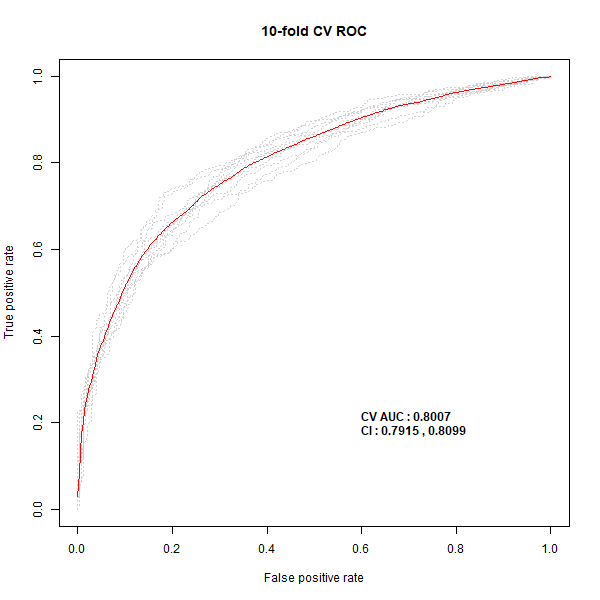 10-fold CV ROC
True positive rate
1.0
0.8
0.6
0.4
0.2
0.0
CV AUC : 0.8007
CI : 0.7915 , 0.8099
0.0 0.2 0.4 0.6 0.8 1.0
False positive rate